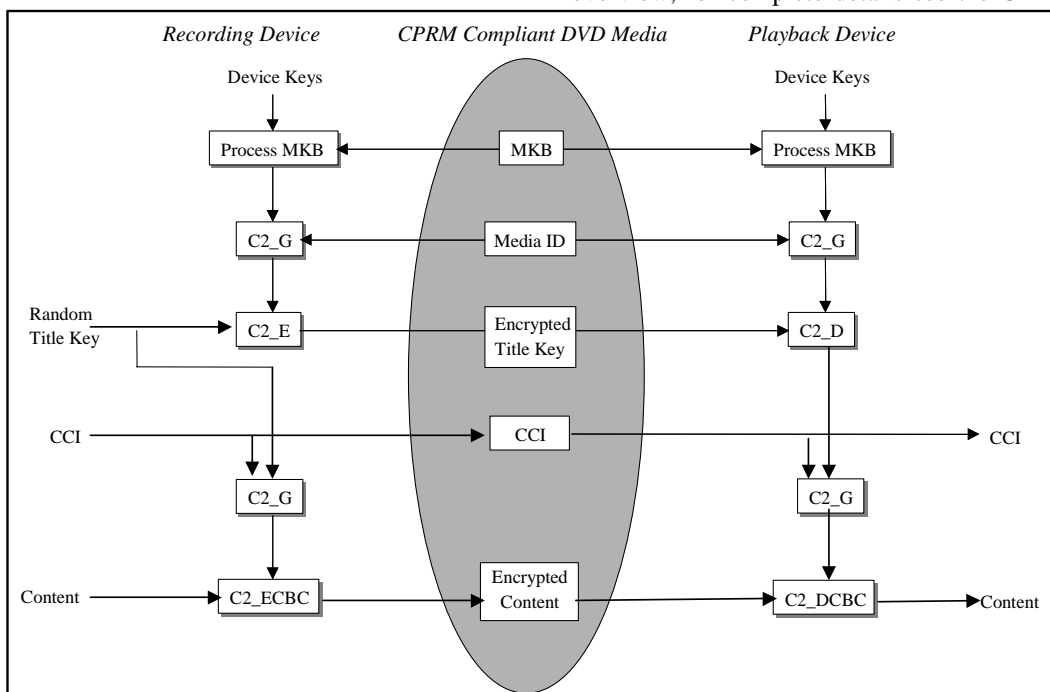 Recording Device CPRM Compliant DVD Media Playback Device
Device Keys Device Keys
Process MKB MKB Process MKB
C2_G Media ID C2_G
Random
Title Key
C2_E Encrypted
Title Key
C2_D
CCI CCI CCI
C2_G C2_G
Content C2_ECBC Encrypted
Content
C2_DCBC Content